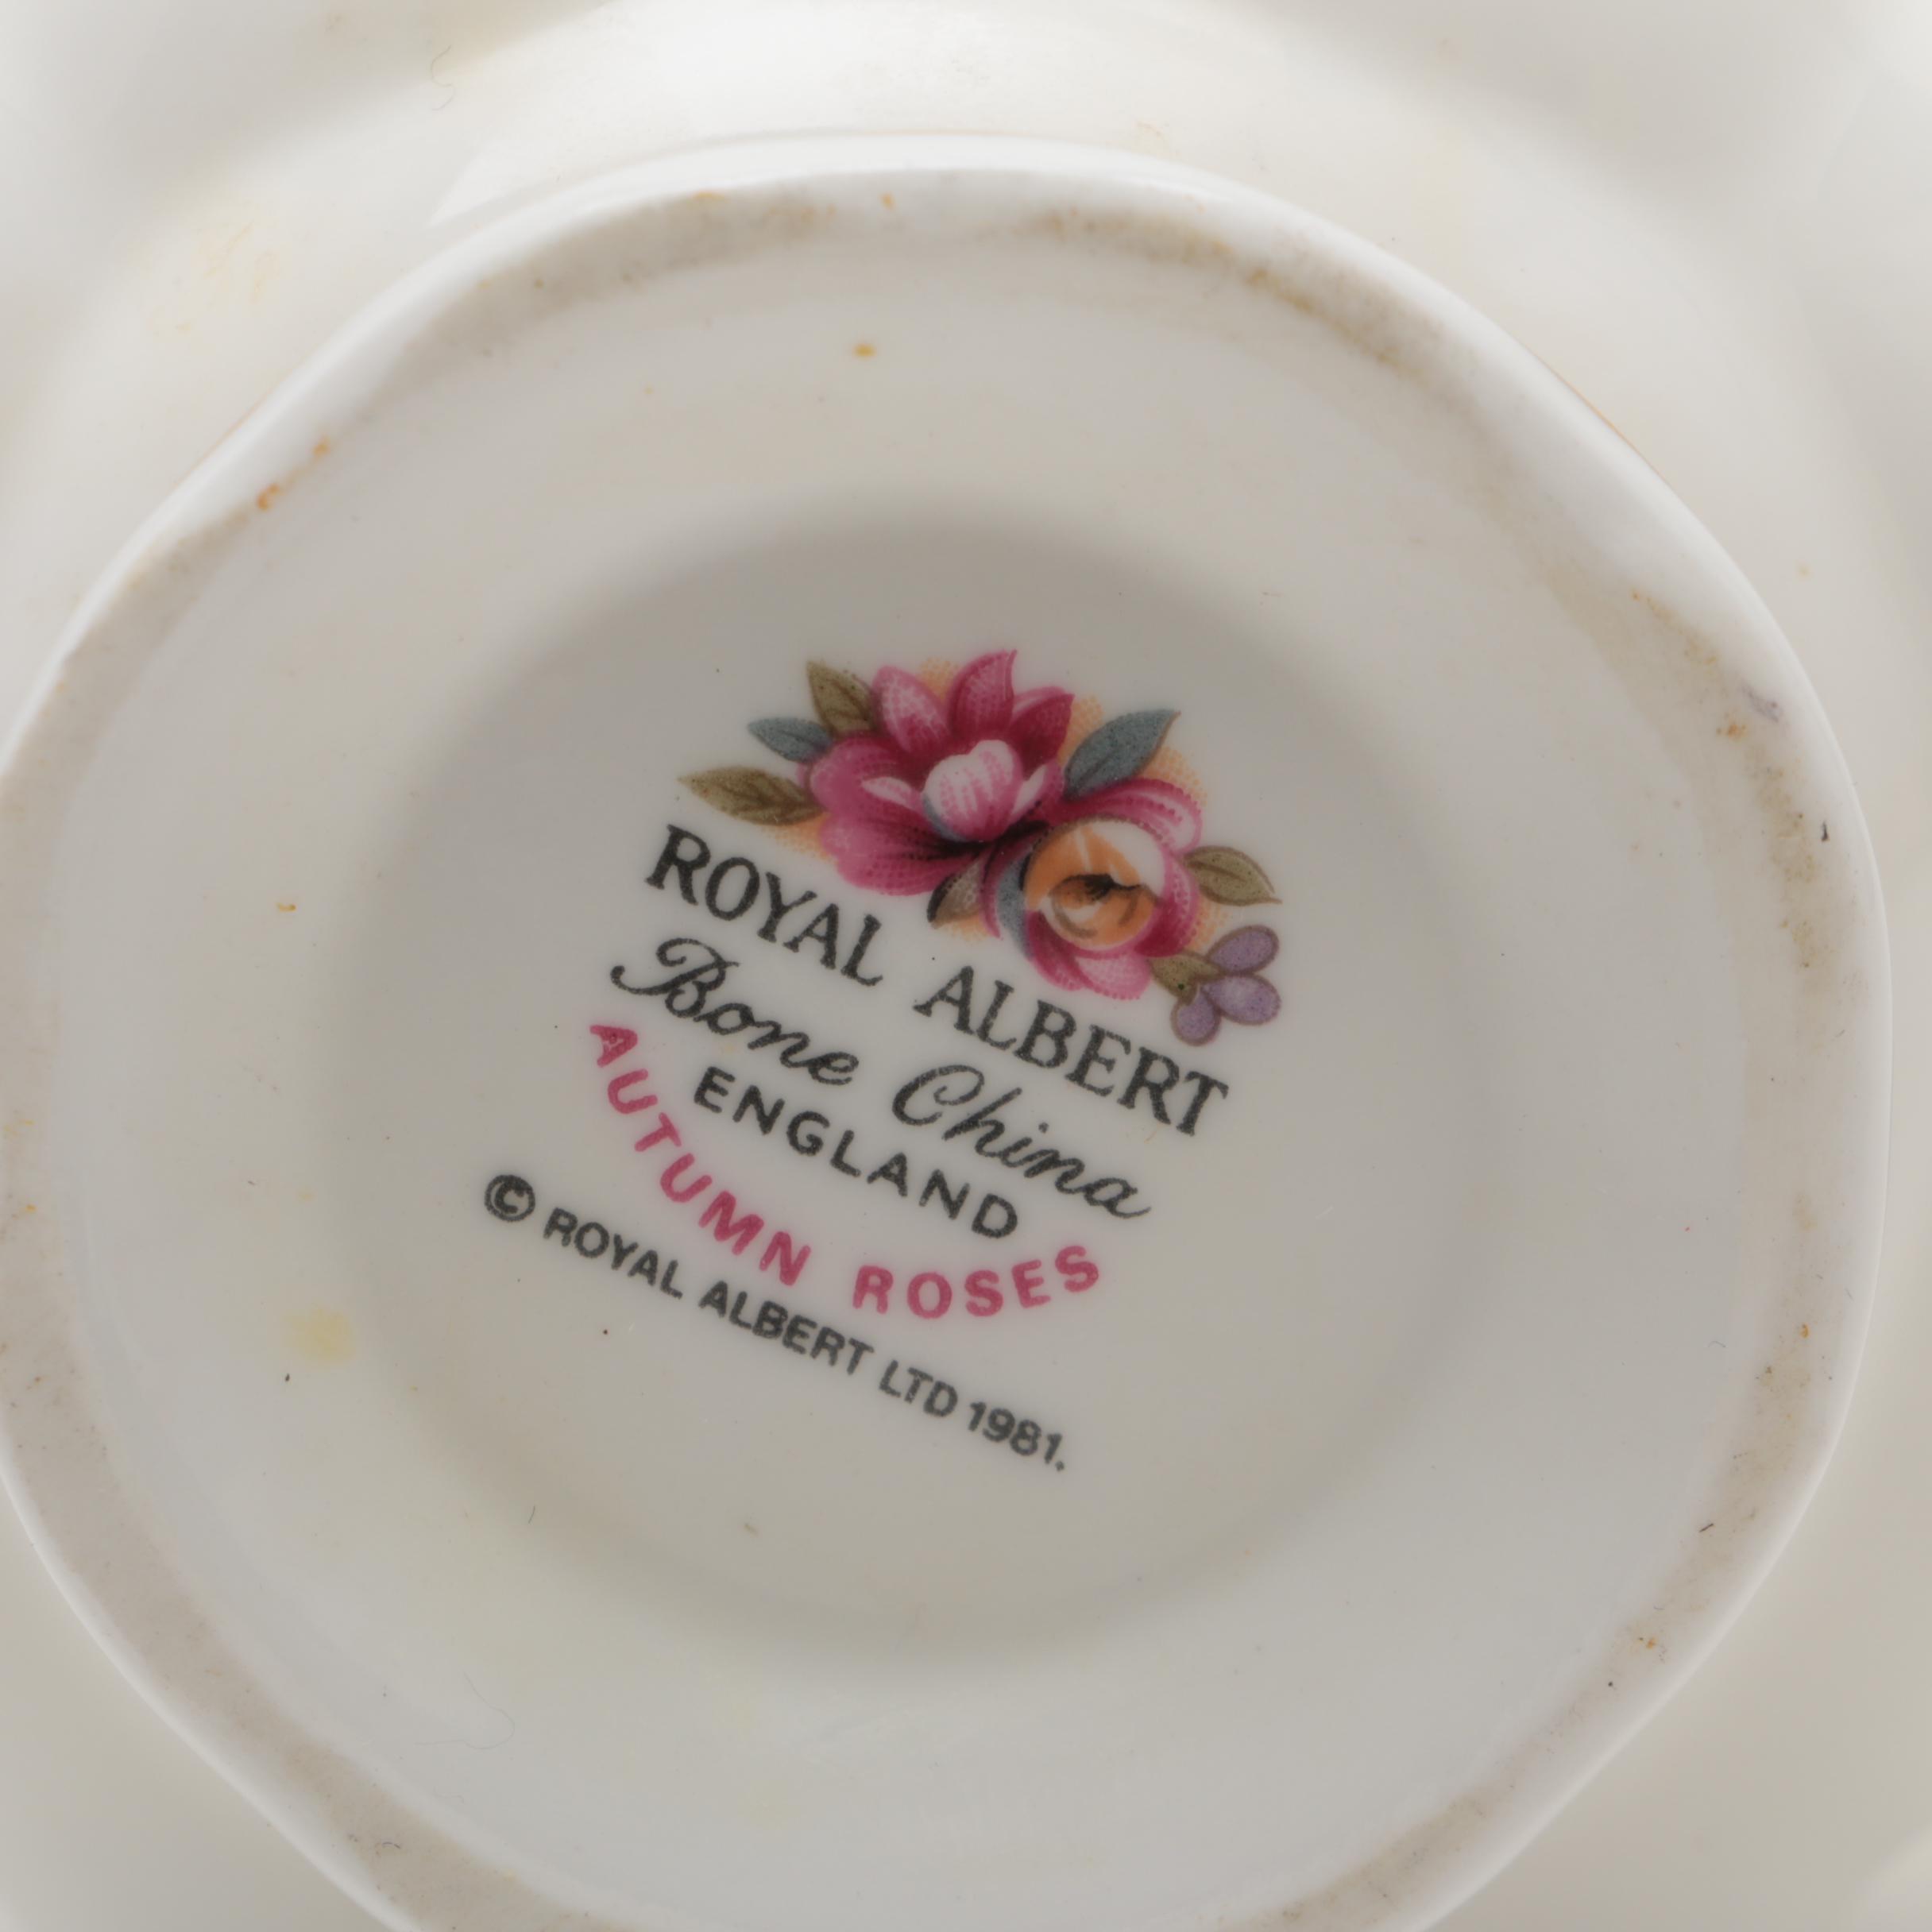 ROYAL ALBERT
Bone China
ENGLAND
AUTUMN ROSES
© ROYAL ALBERT LTD 1981.